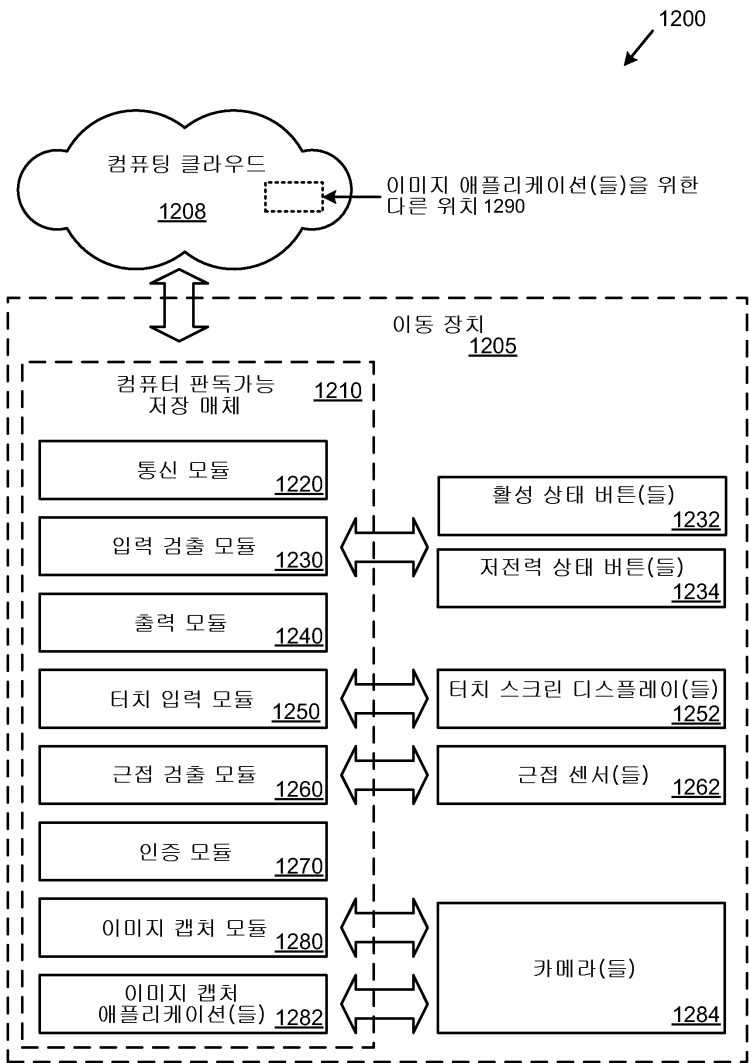 1200
컴퓨팅 클라우드
1208
이미지 애플리케이션(들)을 위한
다른 위치 1290
이동 장치
1205
컴퓨터 판독가능
저장 매체
1210
통신 모듈
1220
입력 검출 모듈
1230
출력 모듈
1240
터치 입력 모듈
1250
근접 검출 모듈
1260
인증 모듈
1270
이미지 캡처 모듈
1280
이미지 캡처
애플리케이션(들)
1282
활성 상태 버튼(들)
1232
저전력 상태 버튼(들)
1234
터치 스크린 디스플레이(들)
1252
근접 센서(들)
1262
카메라(들)
1284